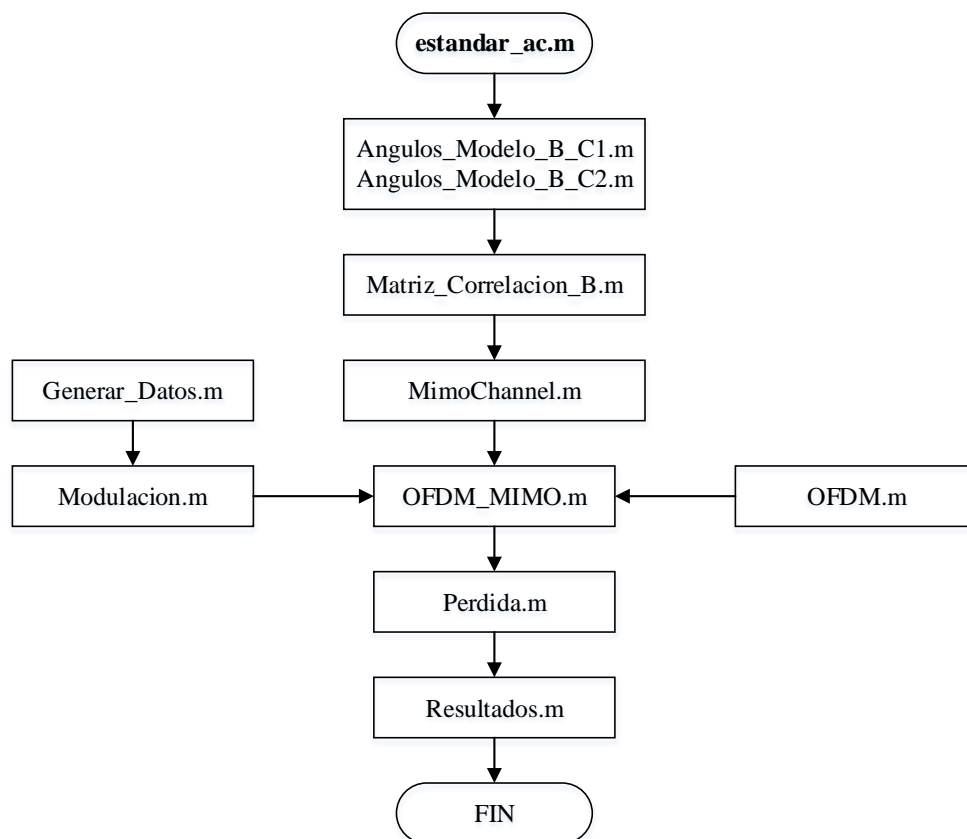 estandar_ac.m
Angulos_Modelo_B_C1.m
Angulos_Modelo_B_C2.m
Matriz_Correlacion_B.m
Generar_Datos.m
MimoChannel.m
Modulacion.m
OFDM_MIMO.m
OFDM.m
Perdida.m
Resultados.m
FIN